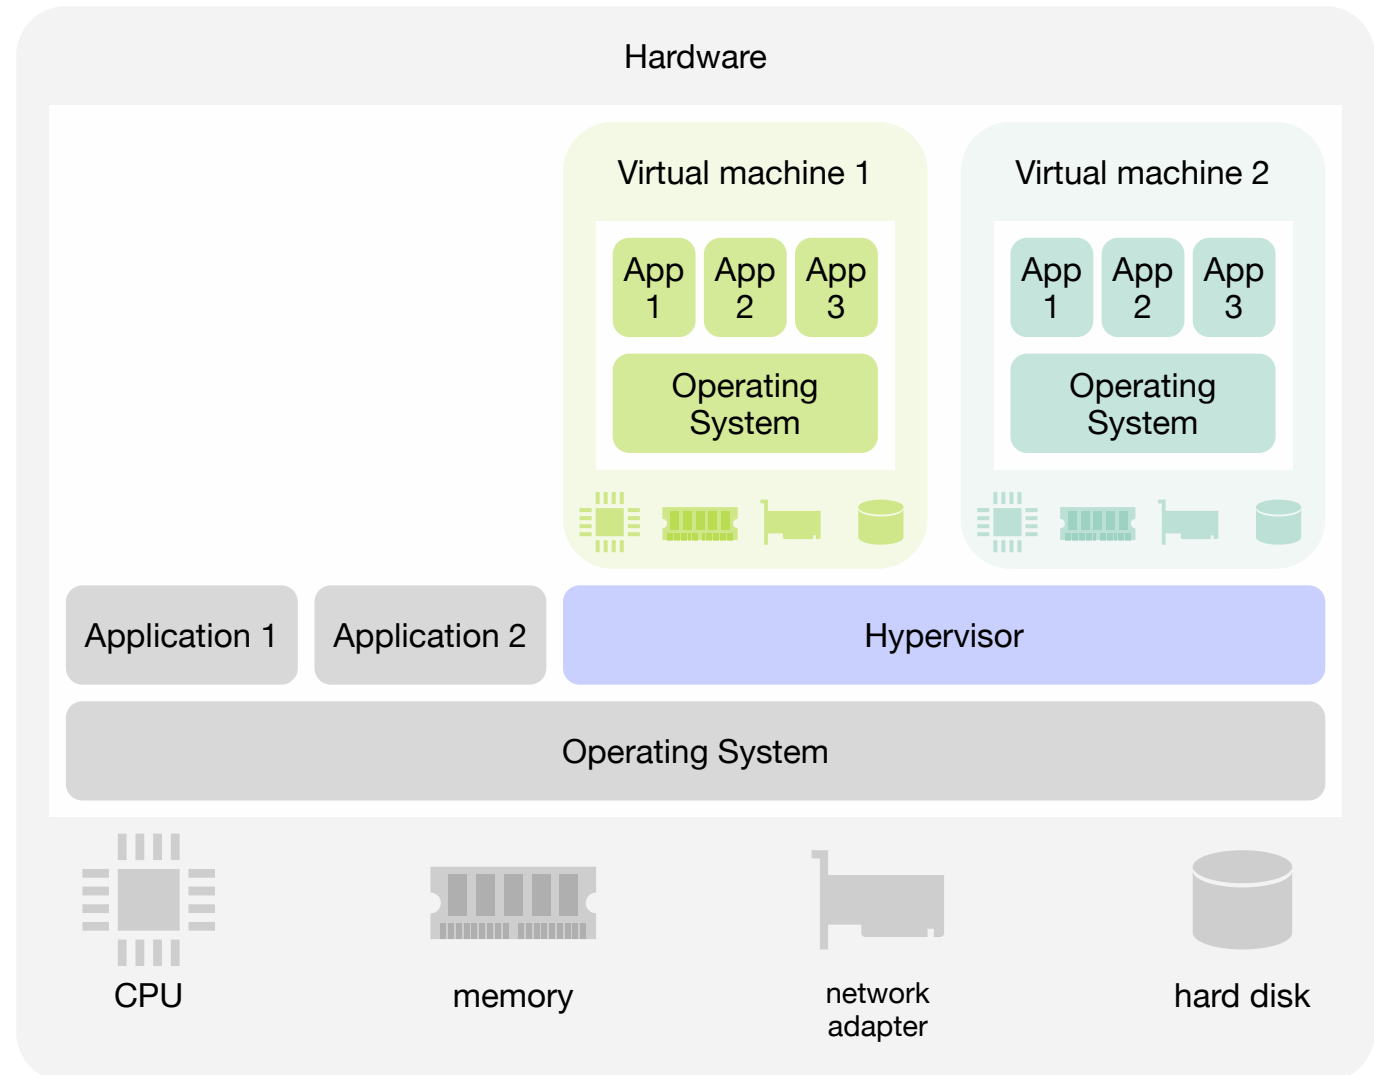 Hardware
Virtual machine 1
App
1
App
2
App
3
Operating
System
Virtual machine 2
App
1
App
2
App
3
Operating
System
Application 1
Application 2
Hypervisor
Operating System
CPU
memory
network
adapter
hard disk